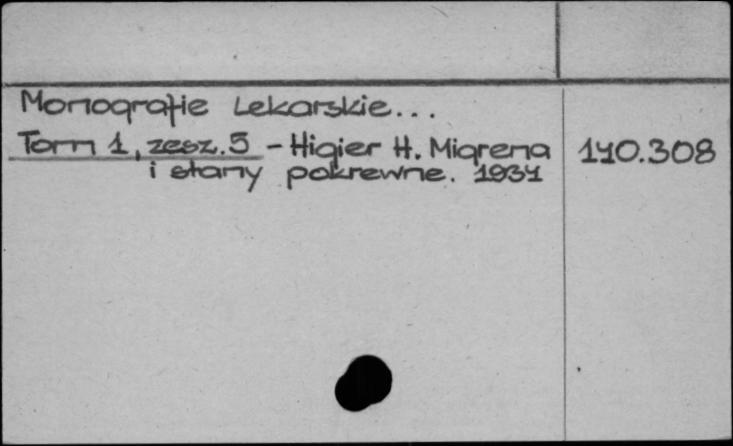 Monografie Lekarskie...
Tom 1, zesz. 5 - Higier H. Migrena 140.308
i stany pokrewne. 1934